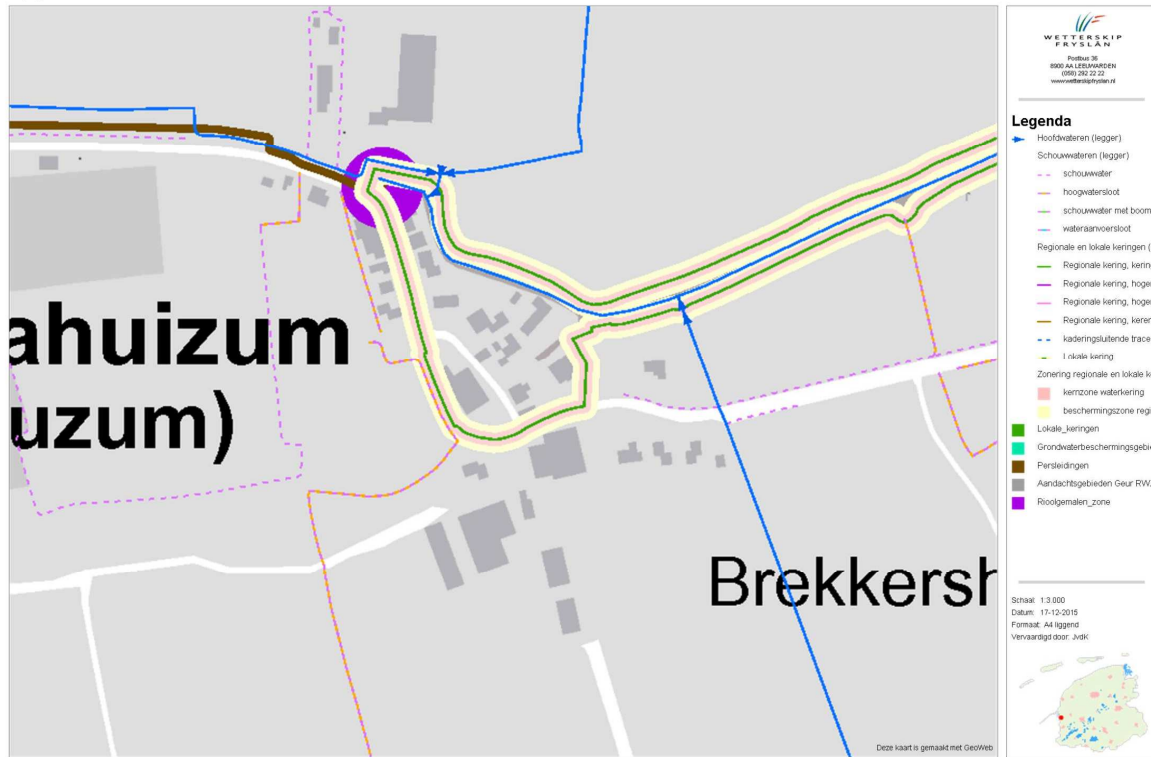 ahuizum
uzum)
Brekkersh
Deze kaart is gemaakt met GeoWeb
WETTERSKIP
FRYSLÂN
Postbus 36
8900 AA LEEUWARDEN
(058) 292 22 22
www.wetterskipfryslan.nl
Legenda
Hoofdwateren (legger)
Schouwwateren (legger)
schouwwater
hoogwatersloot
schouwwater met boom
wateraanvoersloot
Regionale en lokale keringen (
Regionale kering, kerin
Regionale kering, hoge
Regionale kering, hoge
Regionale kering, keren
kaderingsluitende trace
Lokale kering
Zonering regionale en lokale ke
kernzone waterkering
beschermingszone regi
Lokale_keringen
Grondwaterbeschermingsgebie
Persleidingen
Aandachtsgebieden Geur RW
Rioolgemalen_zone
Schaal: 1:3.000
Datum: 17-12-2015
Formaat: A4 liggend
Vervaardigd door: JvdK